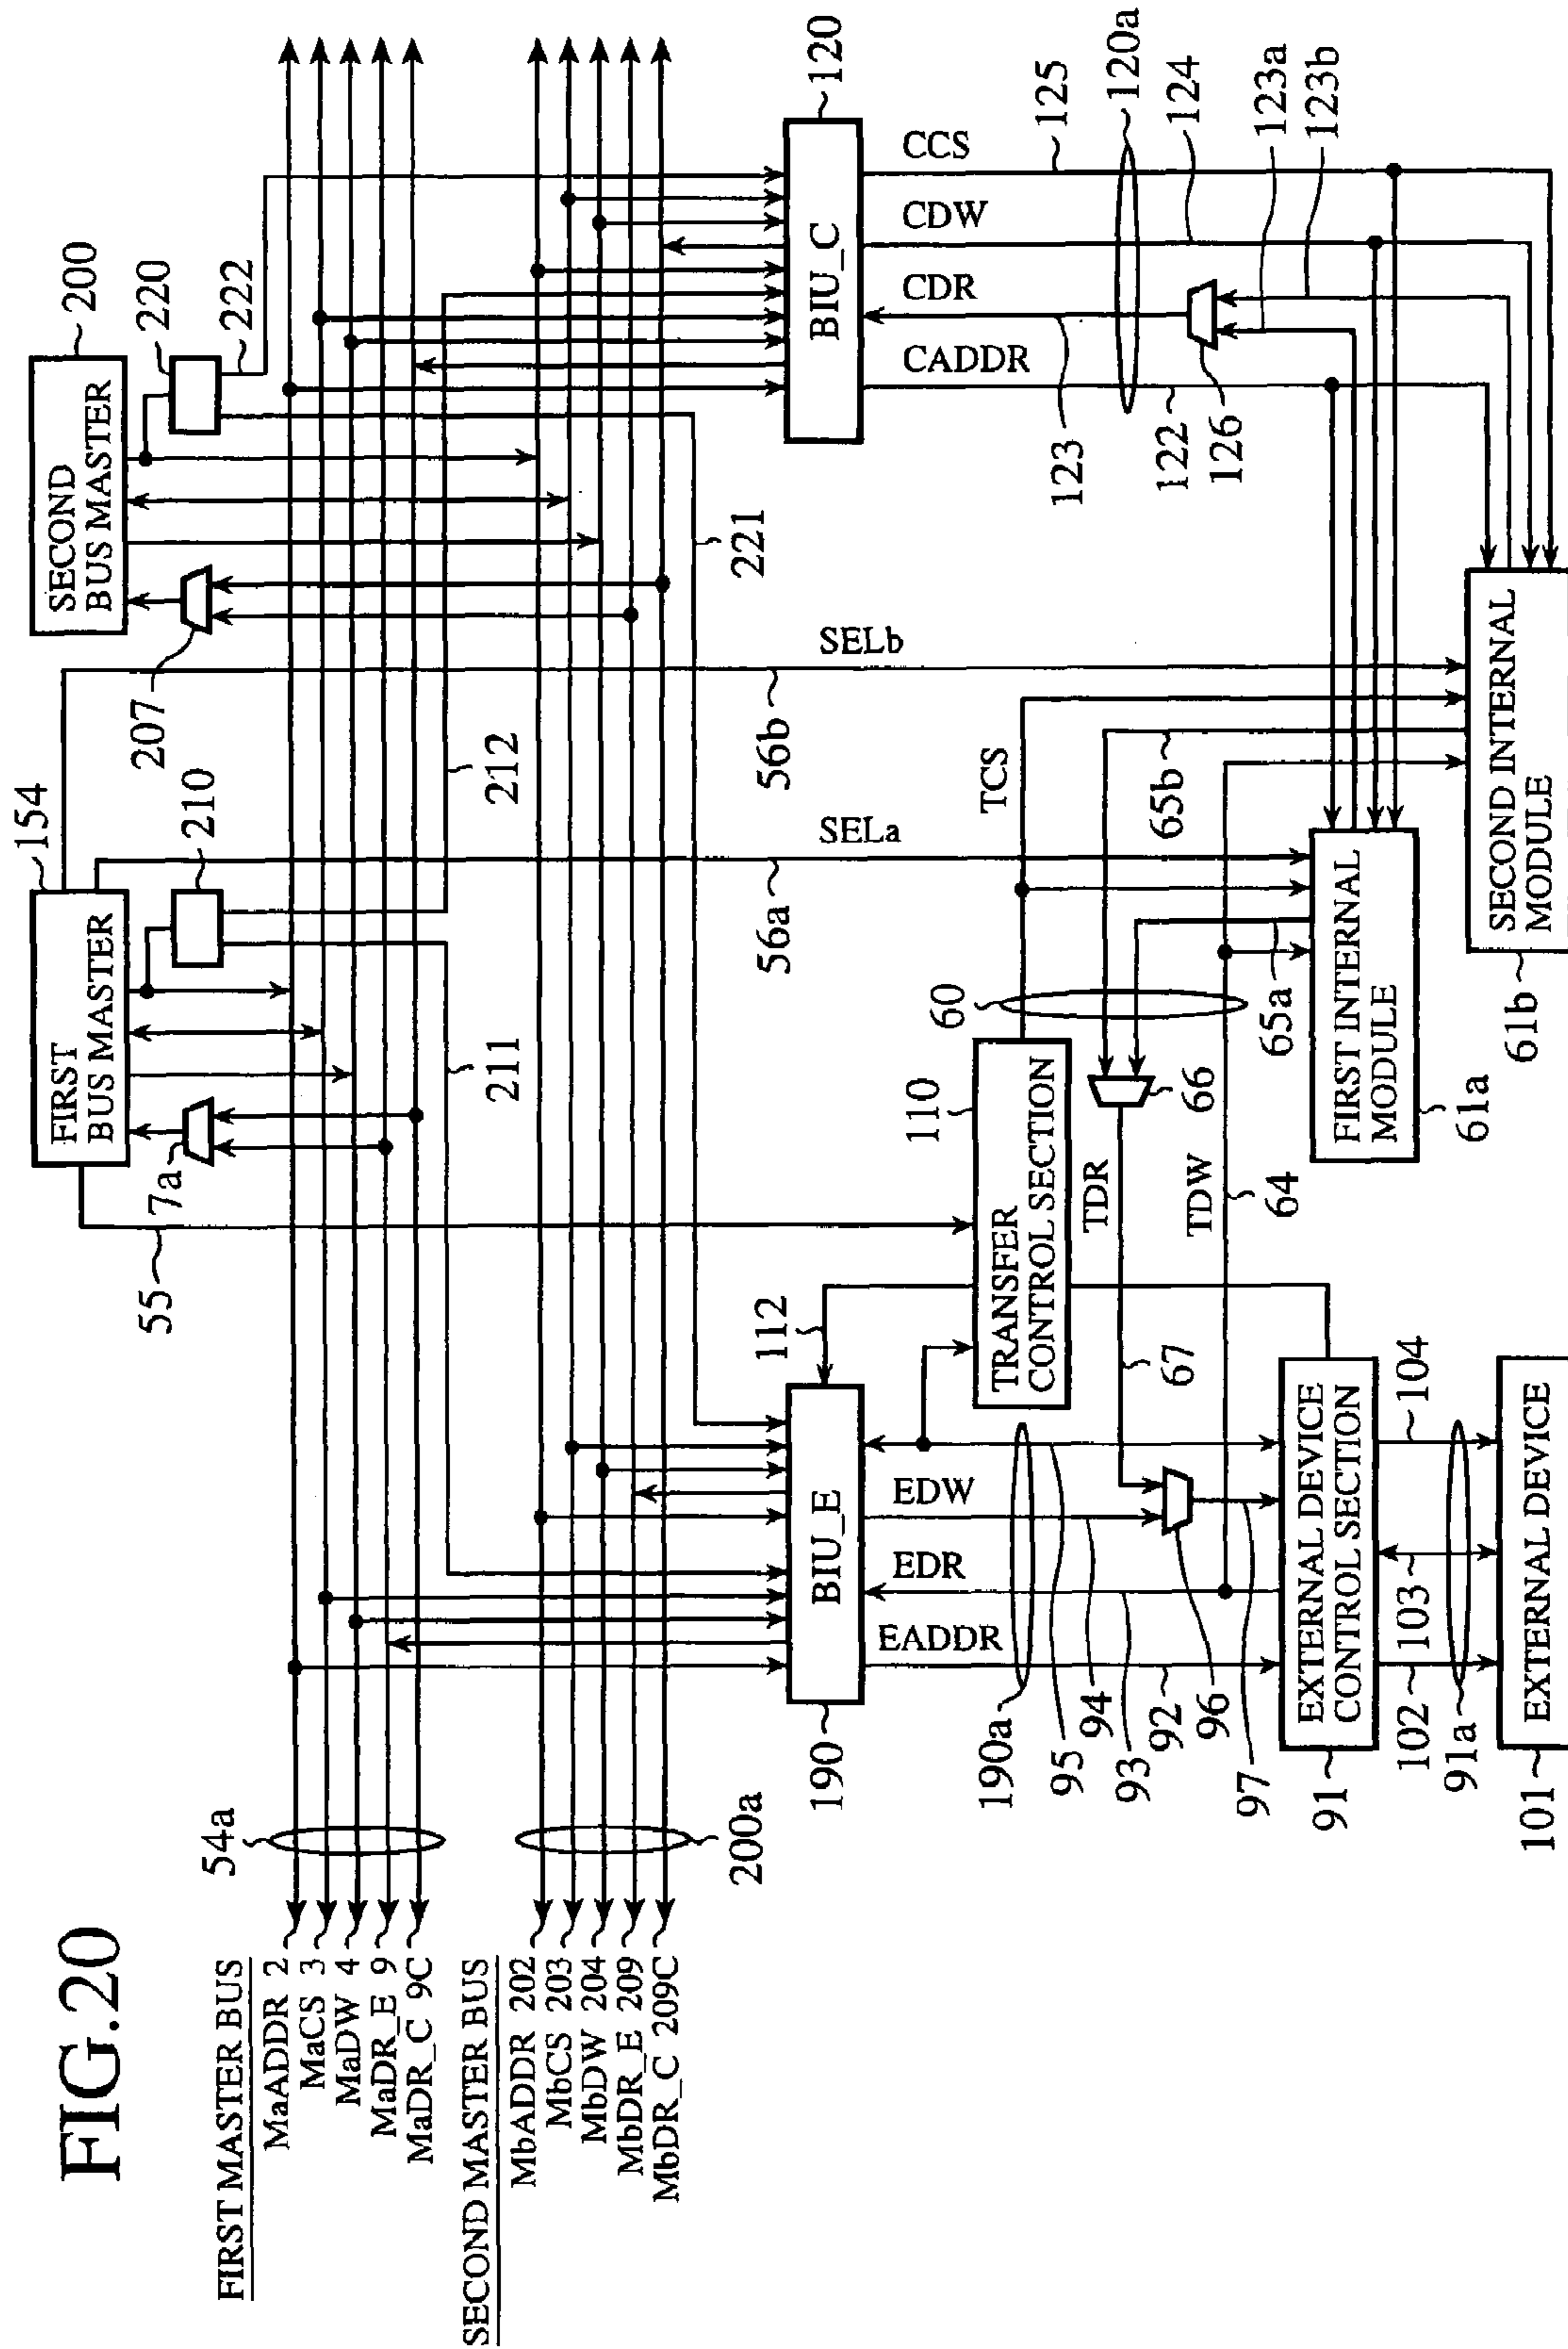 FIG.20
FIRST MASTER BUS
MaADDR 2
MaCS 3
MaDW 4
MaDR_E 9
MaDR_C 9C
54a
SECOND MASTER BUS
MbADDR 202
MbCS 203
MbDW 204
MbDR_E 209
MbDR_C 209C
200a
FIRST
BUS MASTER
154
55
7a
210
211
212
SECOND
BUS MASTER
200
207
220
222
221
SELa
56a
SELb
56b
BIU_E
190
112
EADDR
EDR
EDW
190a
95
94
93
92
96
97
BIU_C
120
CADDR
CDR
CDW
CCS
120a
125
124
123a
123b
123
122
126
TRANSFER
CONTROL SECTION
110
TCS
TDR
TDW
60
64
65a
65b
66
67
FIRST INTERNAL
MODULE
61a
SECOND INTERNAL
MODULE
61b
EXTERNAL DEVICE
CONTROL SECTION
91
102
103
104
91a
EXTERNAL DEVICE
101